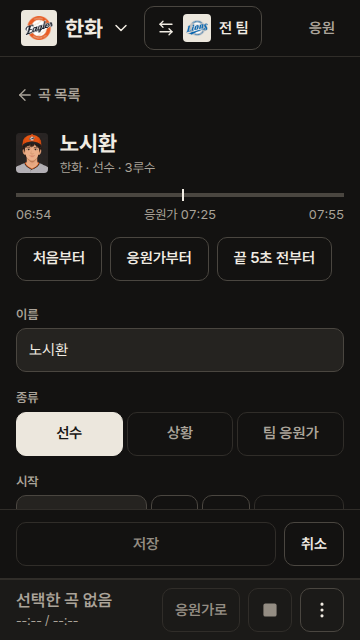 Eagles 한화 Lions 전 팀 응원
← 곡 목록
노시환
한화 · 선수 · 3루수
06:54 응원가 07:25 07:55
처음부터 응원가부터 끝 5초 전부터
이름
노시환
종류
선수 상황 팀 응원가
시작
저장 취소
선택한 곡 없음 응원가로
--:-- / --:--